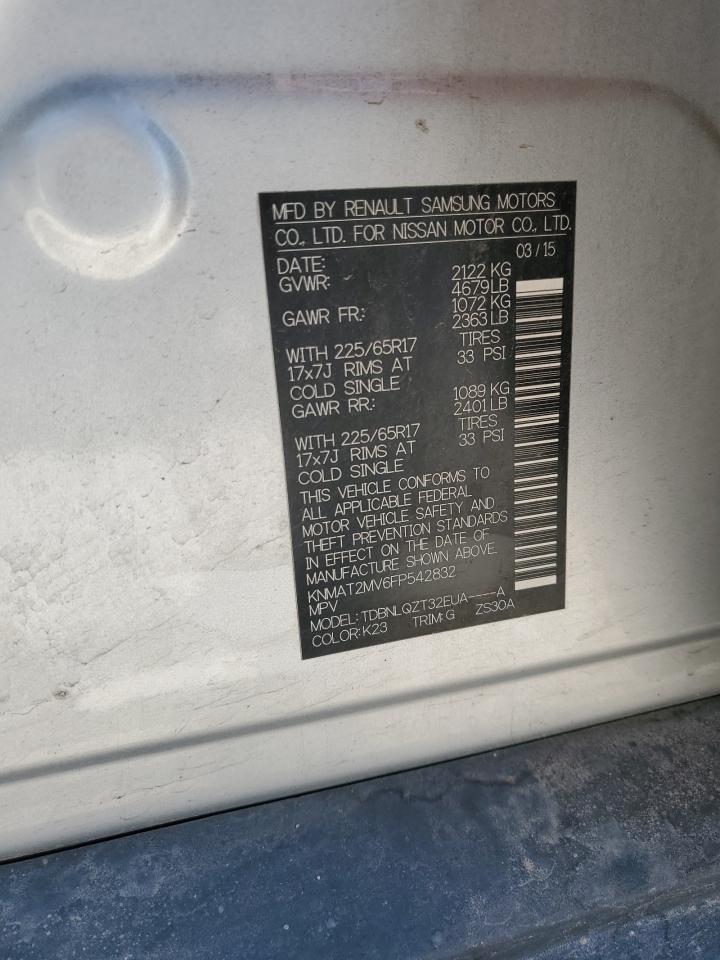 MFD BY RENAULT SAMSUNG MOTORS
CO., LTD. FOR NISSAN MOTOR CO., LTD.
DATE: 03/15
GVWR: 2122 KG
4679LB
GAWR FR: 1072 KG
2363 LB
WITH 225/65R17 TIRES
17x7J RIMS AT 33 PSI
COLD SINGLE
GAWR RR: 1089 KG
2401 LB
WITH 225/65R17 TIRES
17x7J RIMS AT 33 PSI
COLD SINGLE
THIS VEHICLE CONFORMS TO
ALL APPLICABLE FEDERAL
MOTOR VEHICLE SAFETY AND
THEFT PREVENTION STANDARDS
IN EFFECT ON THE DATE OF
MANUFACTURE SHOWN ABOVE.
KNMAT2MV6FP542832
MPV
MODEL: TDBNLQZT32EUA----A
COLOR: K23 TRIM: G ZS30A